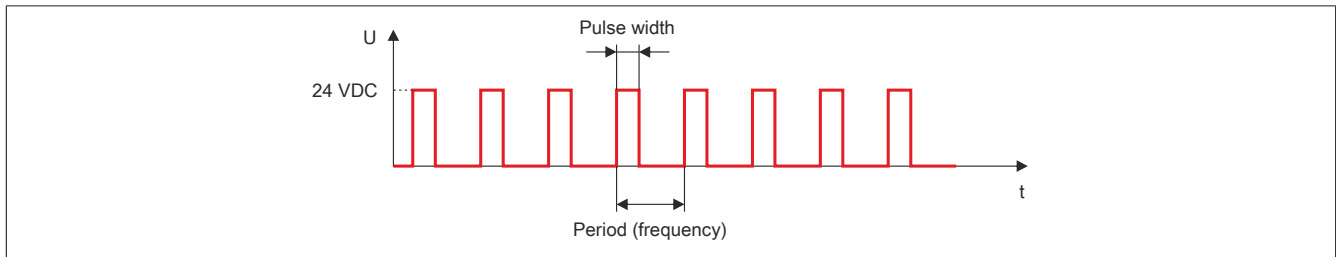 Pulse width
U
24 VDC
t
Period (frequency)